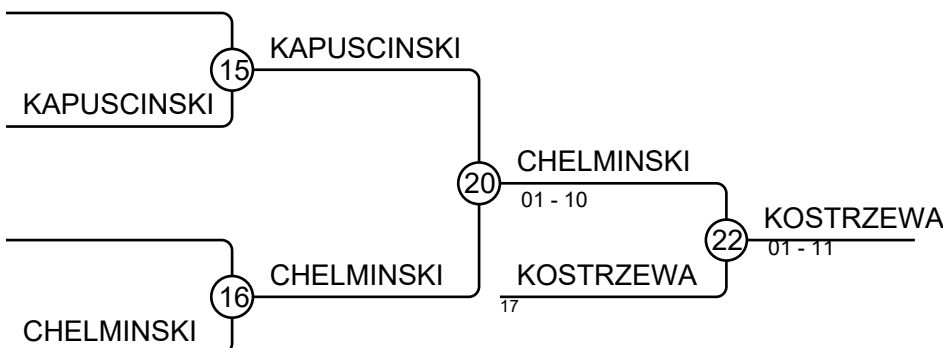 KAPUSCINSKI
15
KAPUSCINSKI
CHELMINSKI
20
01 - 10
KOSTRZEWA
22
01 - 11
CHELMINSKI
KOSTRZEWA
16
17
CHELMINSKI